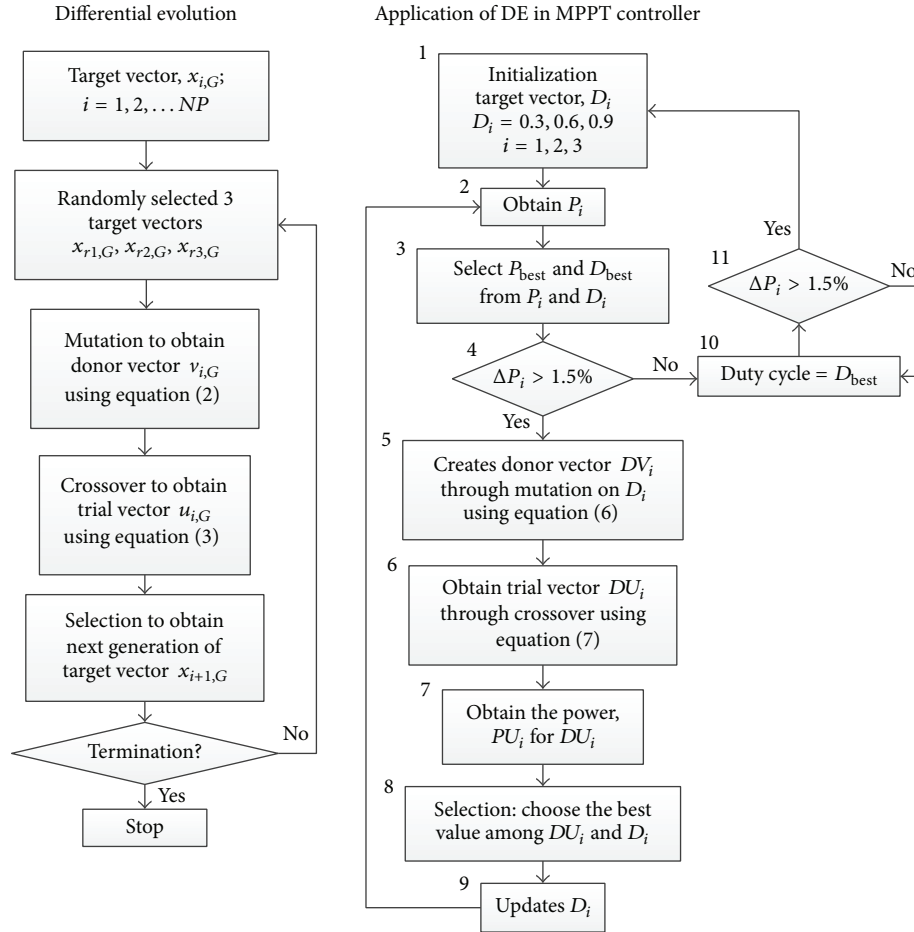 Differential evolution
Target vector, x_{i,G};
i = 1, 2, … NP
Randomly selected 3
target vectors
x_{r1,G}, x_{r2,G}, x_{r3,G}
Mutation to obtain
donor vector v_{i,G}
using equation (2)
Crossover to obtain
trial vector u_{i,G}
using equation (3)
Selection to obtain
next generation of
target vector x_{i+1,G}
Termination?
No
Yes
Stop
Application of DE in MPPT controller
1
Initialization
target vector, D_i
D_i = 0.3, 0.6, 0.9
i = 1, 2, 3
2
Obtain P_i
3
Select P_best and D_best
from P_i and D_i
4
ΔP_i > 1.5%
No
Yes
5
Creates donor vector DV_i
through mutation on D_i
using equation (6)
6
Obtain trial vector DU_i
through crossover using
equation (7)
7
Obtain the power,
PU_i for DU_i
8
Selection: choose the best
value among DU_i and D_i
9
Updates D_i
10
Duty cycle = D_best
11
ΔP_i > 1.5%
Yes
No